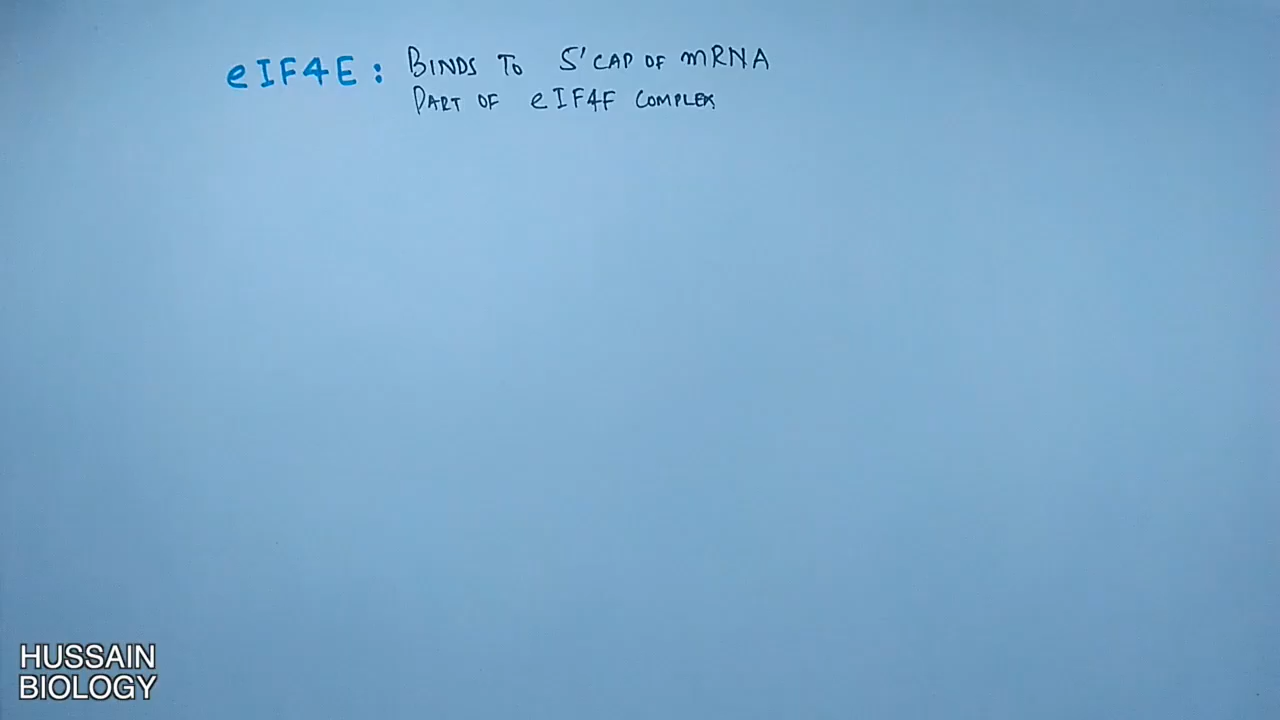 eIF4E: BINDS TO 5' CAP OF mRNA
PART OF eIF4F COMPLEX
HUSSAIN
BIOLOGY